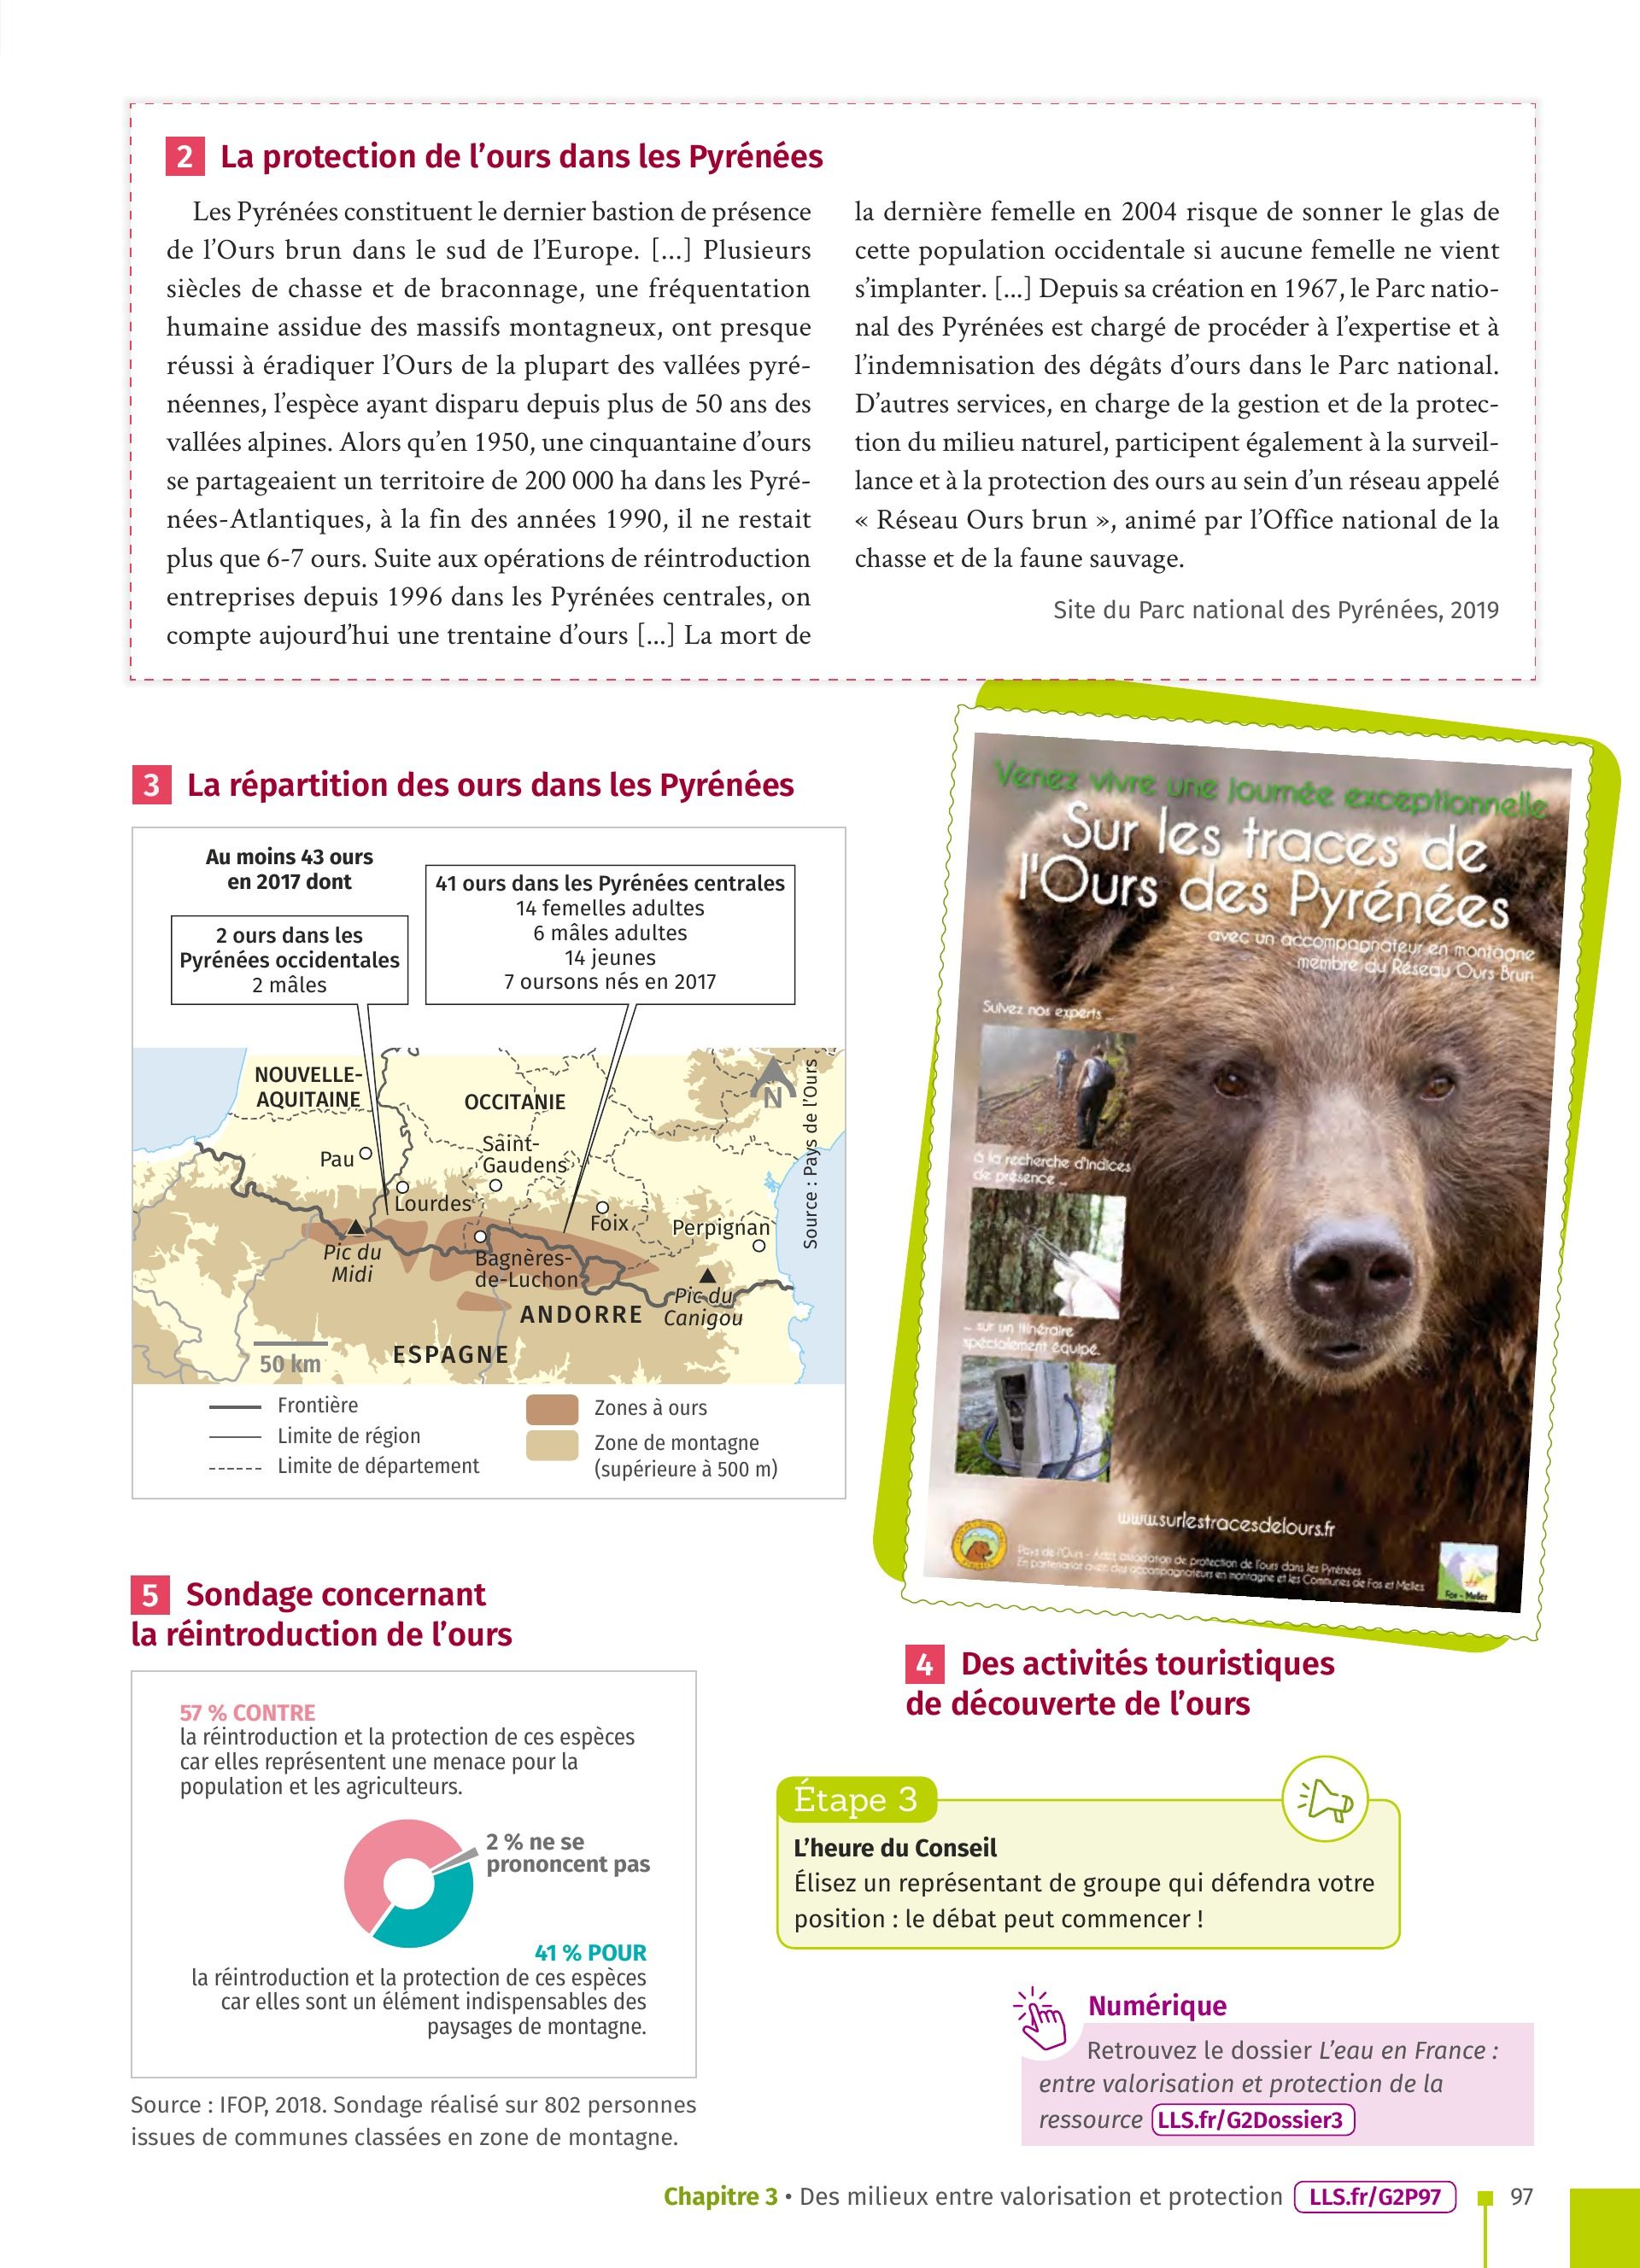 2 La protection de l’ours dans les Pyrénées
Les Pyrénées constituent le dernier bastion de présence
de l’Ours brun dans le sud de l’Europe. [...] Plusieurs
siècles de chasse et de braconnage, une fréquentation
humaine assidue des massifs montagneux, ont presque
réussi à éradiquer l’Ours de la plupart des vallées pyré-
néennes, l’espèce ayant disparu depuis plus de 50 ans des
vallées alpines. Alors qu’en 1950, une cinquantaine d’ours
se partageaient un territoire de 200 000 ha dans les Pyré-
nées-Atlantiques, à la fin des années 1990, il ne restait
plus que 6-7 ours. Suite aux opérations de réintroduction
entreprises depuis 1996 dans les Pyrénées centrales, on
compte aujourd’hui une trentaine d’ours [...] La mort de
la dernière femelle en 2004 risque de sonner le glas de
cette population occidentale si aucune femelle ne vient
s’implanter. [...] Depuis sa création en 1967, le Parc natio-
nal des Pyrénées est chargé de procéder à l’expertise et à
l’indemnisation des dégâts d’ours dans le Parc national.
D’autres services, en charge de la gestion et de la protec-
tion du milieu naturel, participent également à la surveil-
lance et à la protection des ours au sein d’un réseau appelé
« Réseau Ours brun », animé par l’Office national de la
chasse et de la faune sauvage.
Site du Parc national des Pyrénées, 2019
3 La répartition des ours dans les Pyrénées
Au moins 43 ours
en 2017 dont
2 ours dans les
Pyrénées occidentales
2 mâles
41 ours dans les Pyrénées centrales
14 femelles adultes
6 mâles adultes
14 jeunes
7 oursons nés en 2017
NOUVELLE-
AQUITAINE
OCCITANIE
N
Source : Pays de l’Ours
Pau
Saint-
Gaudens
Lourdes
Foix
Perpignan
Pic du
Midi
Bagnères-
de-Luchon
Pic du
Canigou
ANDORRE
ESPAGNE
50 km
Frontière
Limite de région
Limite de département
Zones à ours
Zone de montagne
(supérieure à 500 m)
Venez vivre une journée exceptionnelle
Sur les traces de
l'Ours des Pyrénées
avec un accompagnateur en montagne
membre du Réseau Ours Brun
Suivez nos experts ...
à la recherche d'indices
de présence ...
... sur un itinéraire
spécialement équipé.
www.surlestracesdelours.fr
Pays de l'Ours - Adet, association de protection de l'ours dans les Pyrénées
En partenariat avec des accompagnateurs en montagne et les Communes de Fos et Melles
Fos - Melles
4 Des activités touristiques
de découverte de l’ours
5 Sondage concernant
la réintroduction de l’ours
57 % CONTRE
la réintroduction et la protection de ces espèces
car elles représentent une menace pour la
population et les agriculteurs.
2 % ne se
prononcent pas
41 % POUR
la réintroduction et la protection de ces espèces
car elles sont un élément indispensables des
paysages de montagne.
Source : IFOP, 2018. Sondage réalisé sur 802 personnes
issues de communes classées en zone de montagne.
Étape 3
L’heure du Conseil
Élisez un représentant de groupe qui défendra votre
position : le débat peut commencer !
Numérique
Retrouvez le dossier L’eau en France :
entre valorisation et protection de la
ressource LLS.fr/G2Dossier3
Chapitre 3 • Des milieux entre valorisation et protection LLS.fr/G2P97 97